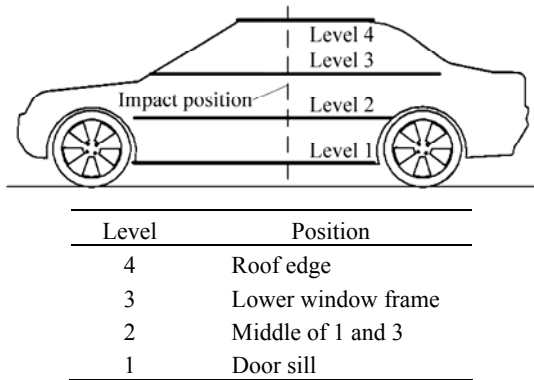 Level 4
Level 3
Impact position
Level 2
Level 1
Level Position
4 Roof edge
3 Lower window frame
2 Middle of 1 and 3
1 Door sill